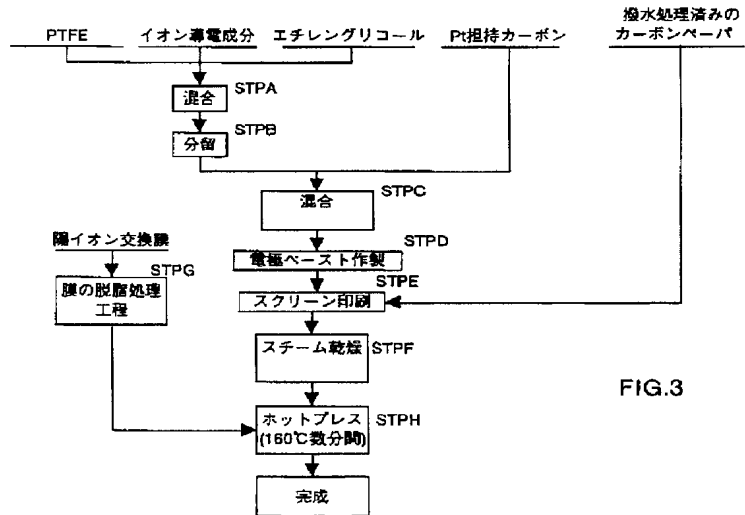 PTFE
イオン導電成分
エチレングリコール
Pt担持カーボン
撥水処理済みの
カーボンペーパ
混合
STPA
分留
STPB
混合
STPC
電極ペースト作製
STPD
スクリーン印刷
STPE
スチーム乾燥
STPF
陽イオン交換膜
膜の脱脂処理
工程
STPG
ホットプレス
(160℃数分間)
STPH
完成
FIG.3